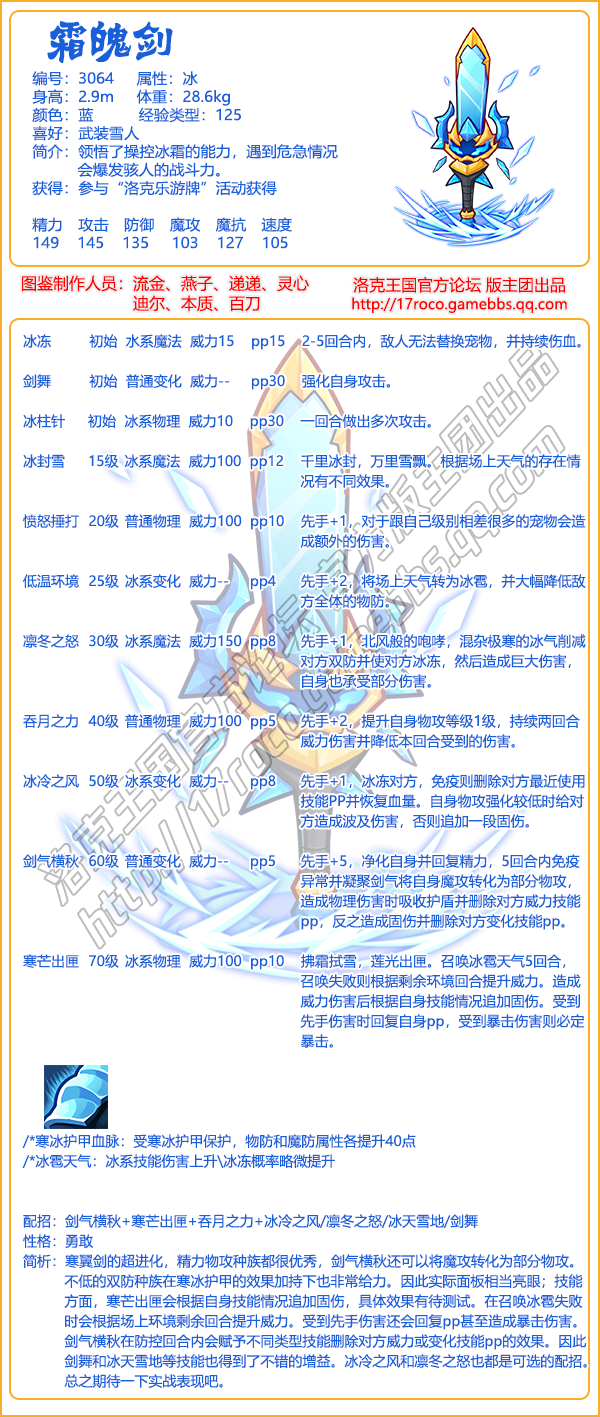 霜魄剑
编号：3064 属性：冰
身高：2.9m 体重：28.6kg
颜色：蓝 经验类型：125
喜好：武装雪人
简介：领悟了操控冰霜的能力，遇到危急情况
会爆发骇人的战斗力。
获得：参与“洛克乐游牌”活动获得
精力 攻击 防御 魔攻 魔抗 速度
149 145 135 103 127 105
图鉴制作人员：流金、燕子、递递、灵心
迪尔、本质、百刀
洛克王国官方论坛 版主团出品
http://17roco.gamebbs.qq.com
冰冻 初始 水系魔法 威力15 pp15 2-5回合内，敌人无法替换宠物，并持续伤血。
剑舞 初始 普通变化 威力-- pp30 强化自身攻击。
冰柱针 初始 冰系物理 威力10 pp30 一回合做出多次攻击。
冰封雪 15级 冰系魔法 威力100 pp12 千里冰封，万里雪飘。根据场上天气的存在情
况有不同效果。
愤怒捶打 20级 普通物理 威力100 pp10 先手+1，对于跟自己级别相差很多的宠物会造
成额外的伤害。
低温环境 25级 冰系变化 威力-- pp4 先手+2，将场上天气转为冰雹，并大幅降低敌
方全体的物防。
凛冬之怒 30级 冰系魔法 威力150 pp8 先手+1，北风般的咆哮，混杂极寒的冰气削减
对方双防并使对方冰冻，然后造成巨大伤害，
自身也承受部分伤害。
吞月之力 40级 普通物理 威力100 pp5 先手+2，提升自身物攻等级1级，持续两回合
威力伤害并降低本回合受到的伤害。
冰冷之风 50级 冰系变化 威力-- pp8 先手+1，冰冻对方，免疫则删除对方最近使用
技能PP并恢复血量。自身物攻强化较低时给对
方造成波及伤害，否则追加一段固伤。
剑气横秋 60级 普通变化 威力-- pp5 先手+5，净化自身并回复精力，5回合内免疫
异常并凝聚剑气将自身魔攻转化为部分物攻，
造成物理伤害时吸收护盾并删除对方威力技能
pp，反之造成固伤并删除对方变化技能pp。
寒芒出匣 70级 冰系物理 威力100 pp10 拂霜拭雪，莲光出匣。召唤冰雹天气5回合，
召唤失败则根据剩余环境回合提升威力。造成
威力伤害后根据自身技能情况追加固伤。受到
先手伤害时回复自身pp，受到暴击伤害则必定
暴击。
/*寒冰护甲血脉：受寒冰护甲保护，物防和魔防属性各提升40点
/*冰雹天气：冰系技能伤害上升\冰冻概率略微提升
配招：剑气横秋+寒芒出匣+吞月之力+冰冷之风/凛冬之怒/冰天雪地/剑舞
性格：勇敢
简析：寒翼剑的超进化，精力物攻种族都很优秀，剑气横秋还可以将魔攻转化为部分物攻。
不低的双防种族在寒冰护甲的效果加持下也非常给力。因此实际面板相当亮眼；技能
方面，寒芒出匣会根据自身技能情况追加固伤，具体效果有待测试。在召唤冰雹失败
时会根据场上环境剩余回合提升威力。受到先手伤害还会回复pp甚至造成暴击伤害。
剑气横秋在防控回合内会赋予不同类型技能删除对方威力或变化技能pp的效果。因此
剑舞和冰天雪地等技能也得到了不错的增益。冰冷之风和凛冬之怒也都是可选的配招。
总之期待一下实战表现吧。
洛克王国官方论坛版主团出品
http://17roco.gamebbs.qq.com